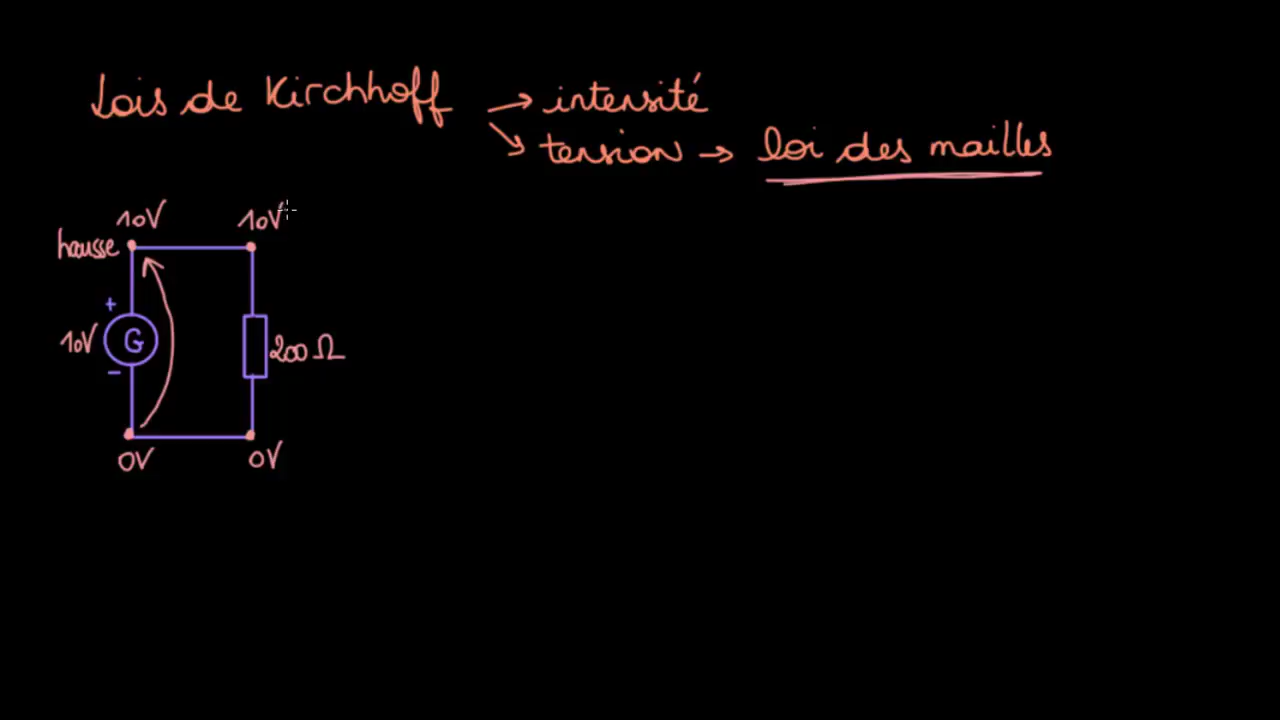 Lois de Kirchhoff → intensité
→ tension → loi des mailles
10V 10V
hausse
+
10V G 200 Ω
-
0V 0V